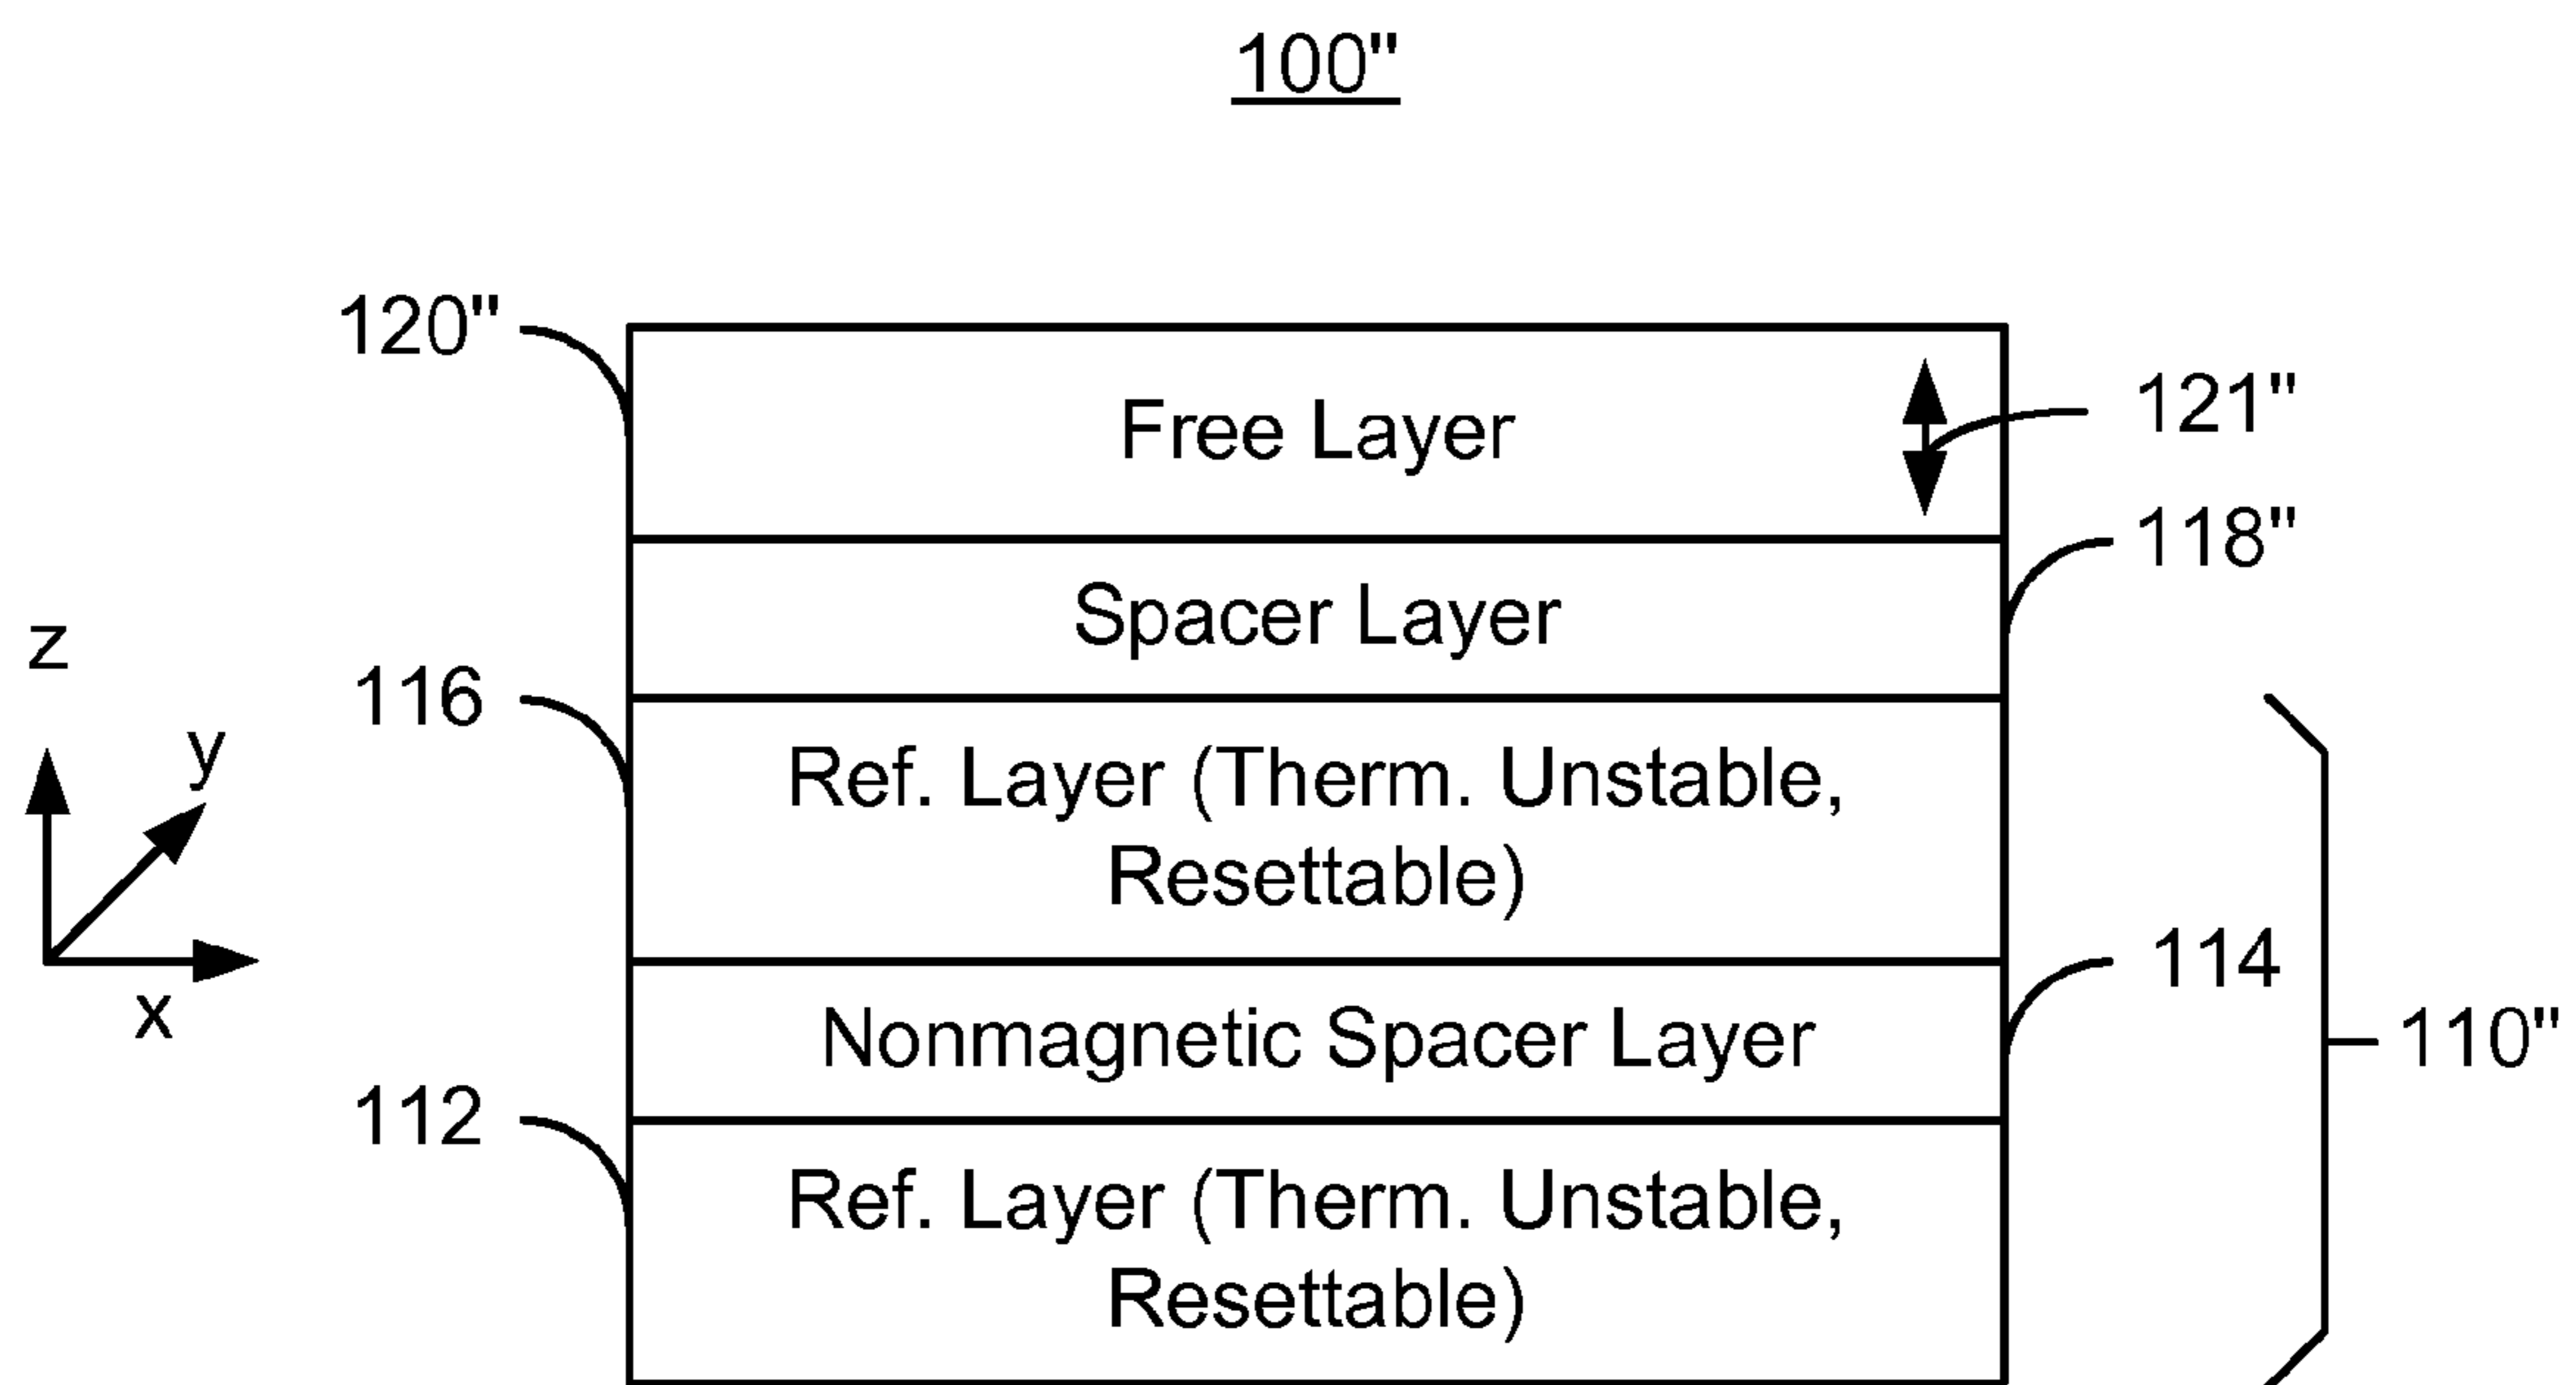 100"
120"
Free Layer
121"
118"
Spacer Layer
z
116
y
Ref. Layer (Therm. Unstable,
Resettable)
114
x
Nonmagnetic Spacer Layer
110"
112
Ref. Layer (Therm. Unstable,
Resettable)